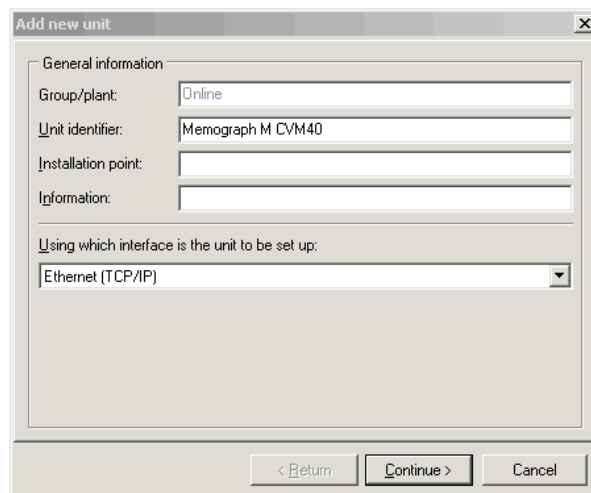 Add new unit
General information
Group/plant: Online
Unit identifier: Memograph M CVM40
Installation point:
Information:
Using which interface is the unit to be set up:
Ethernet (TCP/IP)
< Return Continue > Cancel